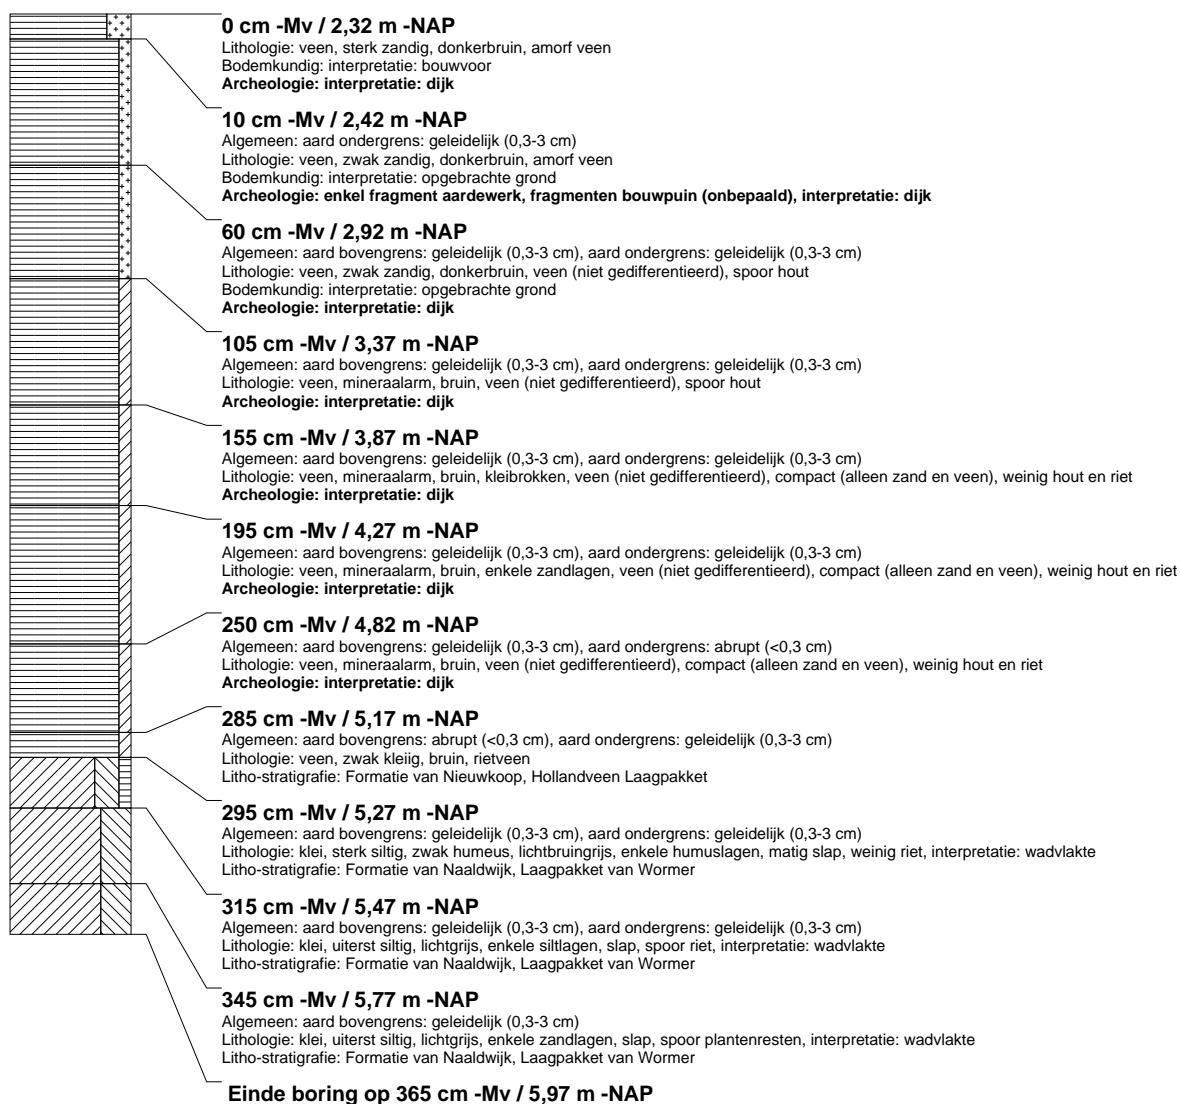 0 cm -Mv / 2,32 m -NAP
Lithologie: veen, sterk zandig, donkerbruin, amorf veen
Bodemkundig: interpretatie: bouwvoor
Archeologie: interpretatie: dijk
10 cm -Mv / 2,42 m -NAP
Algemeen: aard ondergrens: geleidelijk (0,3-3 cm)
Lithologie: veen, zwak zandig, donkerbruin, amorf veen
Bodemkundig: interpretatie: opgebrachte grond
Archeologie: enkel fragment aardewerk, fragmenten bouwpuin (onbepaald), interpretatie: dijk
60 cm -Mv / 2,92 m -NAP
Algemeen: aard bovengrens: geleidelijk (0,3-3 cm), aard ondergrens: geleidelijk (0,3-3 cm)
Lithologie: veen, zwak zandig, donkerbruin, veen (niet gedifferentieerd), spoor hout
Bodemkundig: interpretatie: opgebrachte grond
Archeologie: interpretatie: dijk
105 cm -Mv / 3,37 m -NAP
Algemeen: aard bovengrens: geleidelijk (0,3-3 cm), aard ondergrens: geleidelijk (0,3-3 cm)
Lithologie: veen, mineraalarm, bruin, veen (niet gedifferentieerd), spoor hout
Archeologie: interpretatie: dijk
155 cm -Mv / 3,87 m -NAP
Algemeen: aard bovengrens: geleidelijk (0,3-3 cm), aard ondergrens: geleidelijk (0,3-3 cm)
Lithologie: veen, mineraalarm, bruin, kleibrokken, veen (niet gedifferentieerd), compact (alleen zand en veen), weinig hout en riet
Archeologie: interpretatie: dijk
195 cm -Mv / 4,27 m -NAP
Algemeen: aard bovengrens: geleidelijk (0,3-3 cm), aard ondergrens: geleidelijk (0,3-3 cm)
Lithologie: veen, mineraalarm, bruin, enkele zandlagen, veen (niet gedifferentieerd), compact (alleen zand en veen), weinig hout en riet
Archeologie: interpretatie: dijk
250 cm -Mv / 4,82 m -NAP
Algemeen: aard bovengrens: geleidelijk (0,3-3 cm), aard ondergrens: abrupt (<0,3 cm)
Lithologie: veen, mineraalarm, bruin, veen (niet gedifferentieerd), compact (alleen zand en veen), weinig hout en riet
Archeologie: interpretatie: dijk
285 cm -Mv / 5,17 m -NAP
Algemeen: aard bovengrens: abrupt (<0,3 cm), aard ondergrens: geleidelijk (0,3-3 cm)
Lithologie: veen, zwak kleiig, bruin, rietveen
Litho-stratigrafie: Formatie van Nieuwkoop, Hollandveen Laagpakket
295 cm -Mv / 5,27 m -NAP
Algemeen: aard bovengrens: geleidelijk (0,3-3 cm), aard ondergrens: geleidelijk (0,3-3 cm)
Lithologie: klei, sterk siltig, zwak humeus, lichtbruingrijs, enkele humuslagen, matig slap, weinig riet, interpretatie: wadvlakte
Litho-stratigrafie: Formatie van Naaldwijk, Laagpakket van Wormer
315 cm -Mv / 5,47 m -NAP
Algemeen: aard bovengrens: geleidelijk (0,3-3 cm), aard ondergrens: geleidelijk (0,3-3 cm)
Lithologie: klei, uiterst siltig, lichtgrijs, enkele siltlagen, slap, spoor riet, interpretatie: wadvlakte
Litho-stratigrafie: Formatie van Naaldwijk, Laagpakket van Wormer
345 cm -Mv / 5,77 m -NAP
Algemeen: aard bovengrens: geleidelijk (0,3-3 cm)
Lithologie: klei, uiterst siltig, lichtgrijs, enkele zandlagen, slap, spoor plantenresten, interpretatie: wadvlakte
Litho-stratigrafie: Formatie van Naaldwijk, Laagpakket van Wormer
Einde boring op 365 cm -Mv / 5,97 m -NAP